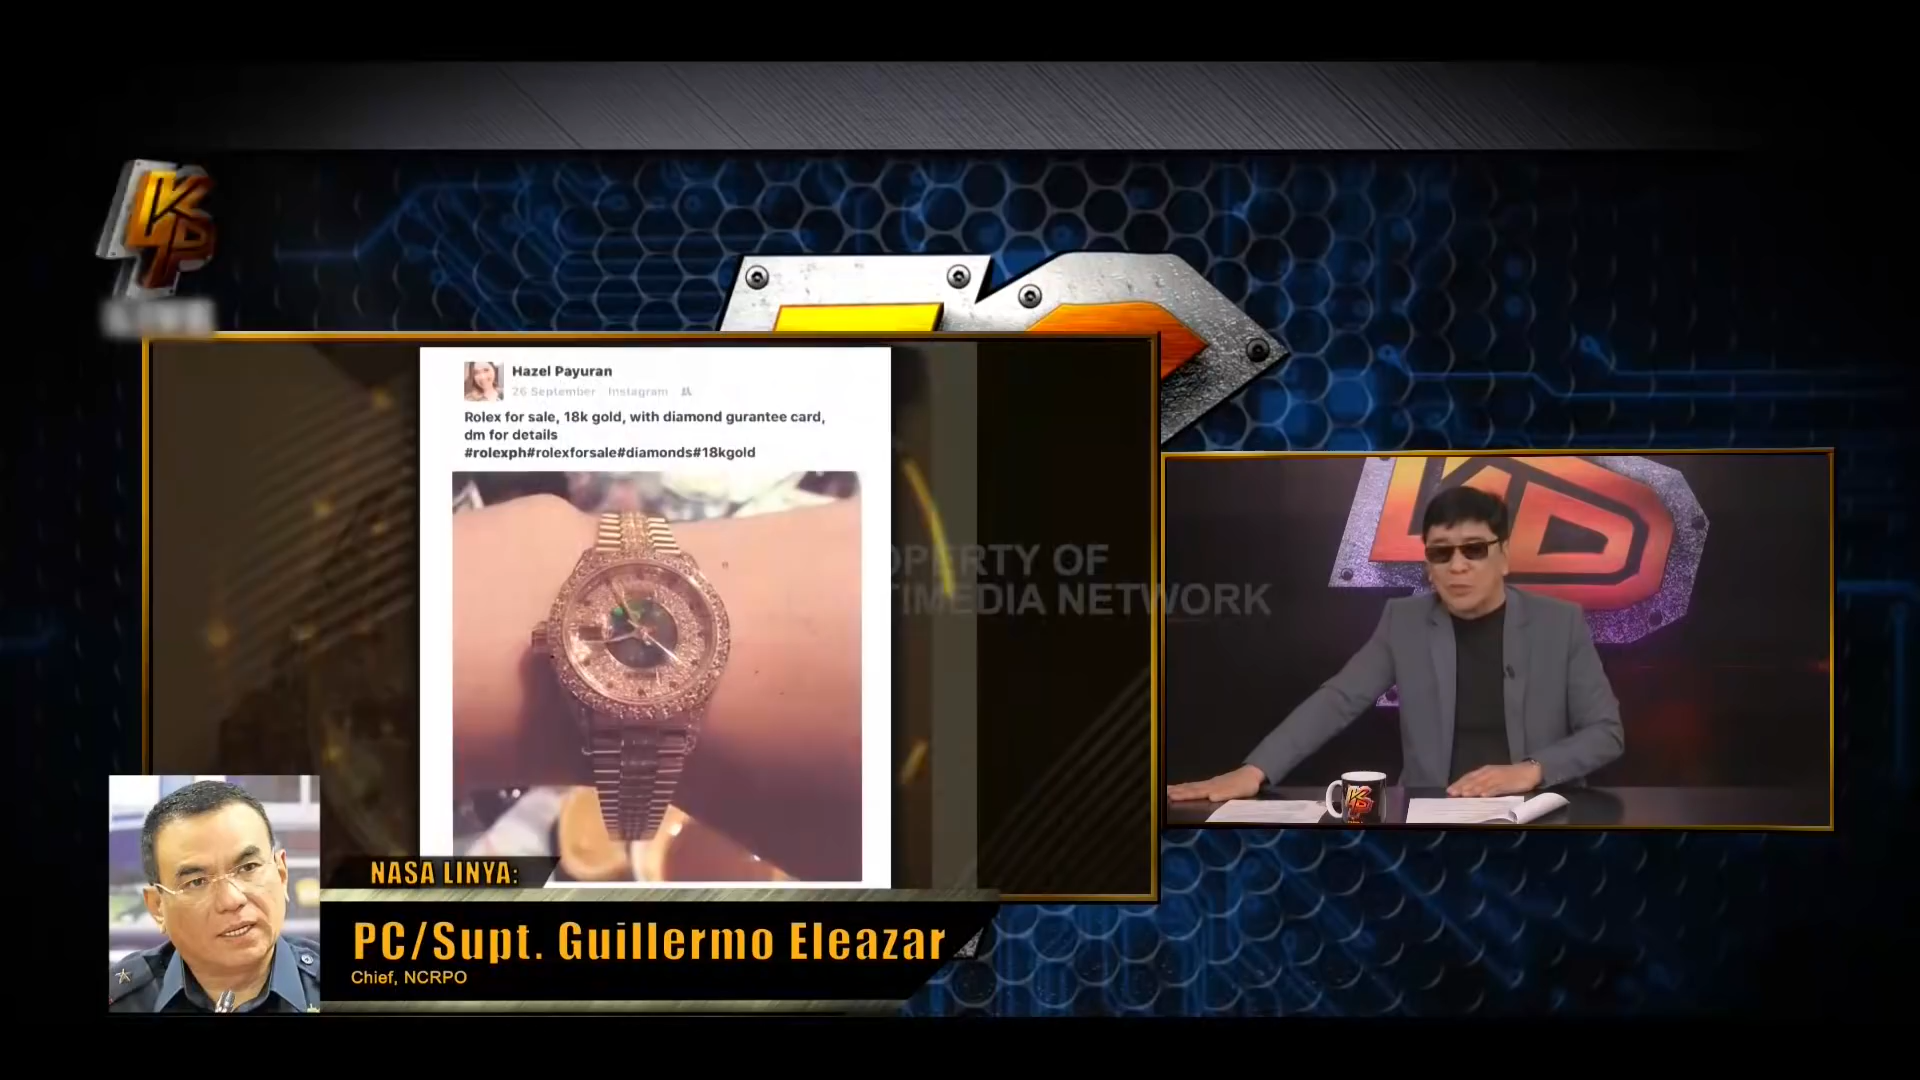 Hazel Payuran
26 September · Instagram
Rolex for sale, 18k gold, with diamond gurantee card,
dm for details
#rolexph#rolexforsale#diamonds#18kgold
PERTY OF
MEDIA NETWORK
NASA LINYA:
PC/Supt. Guillermo Eleazar
Chief, NCRPO